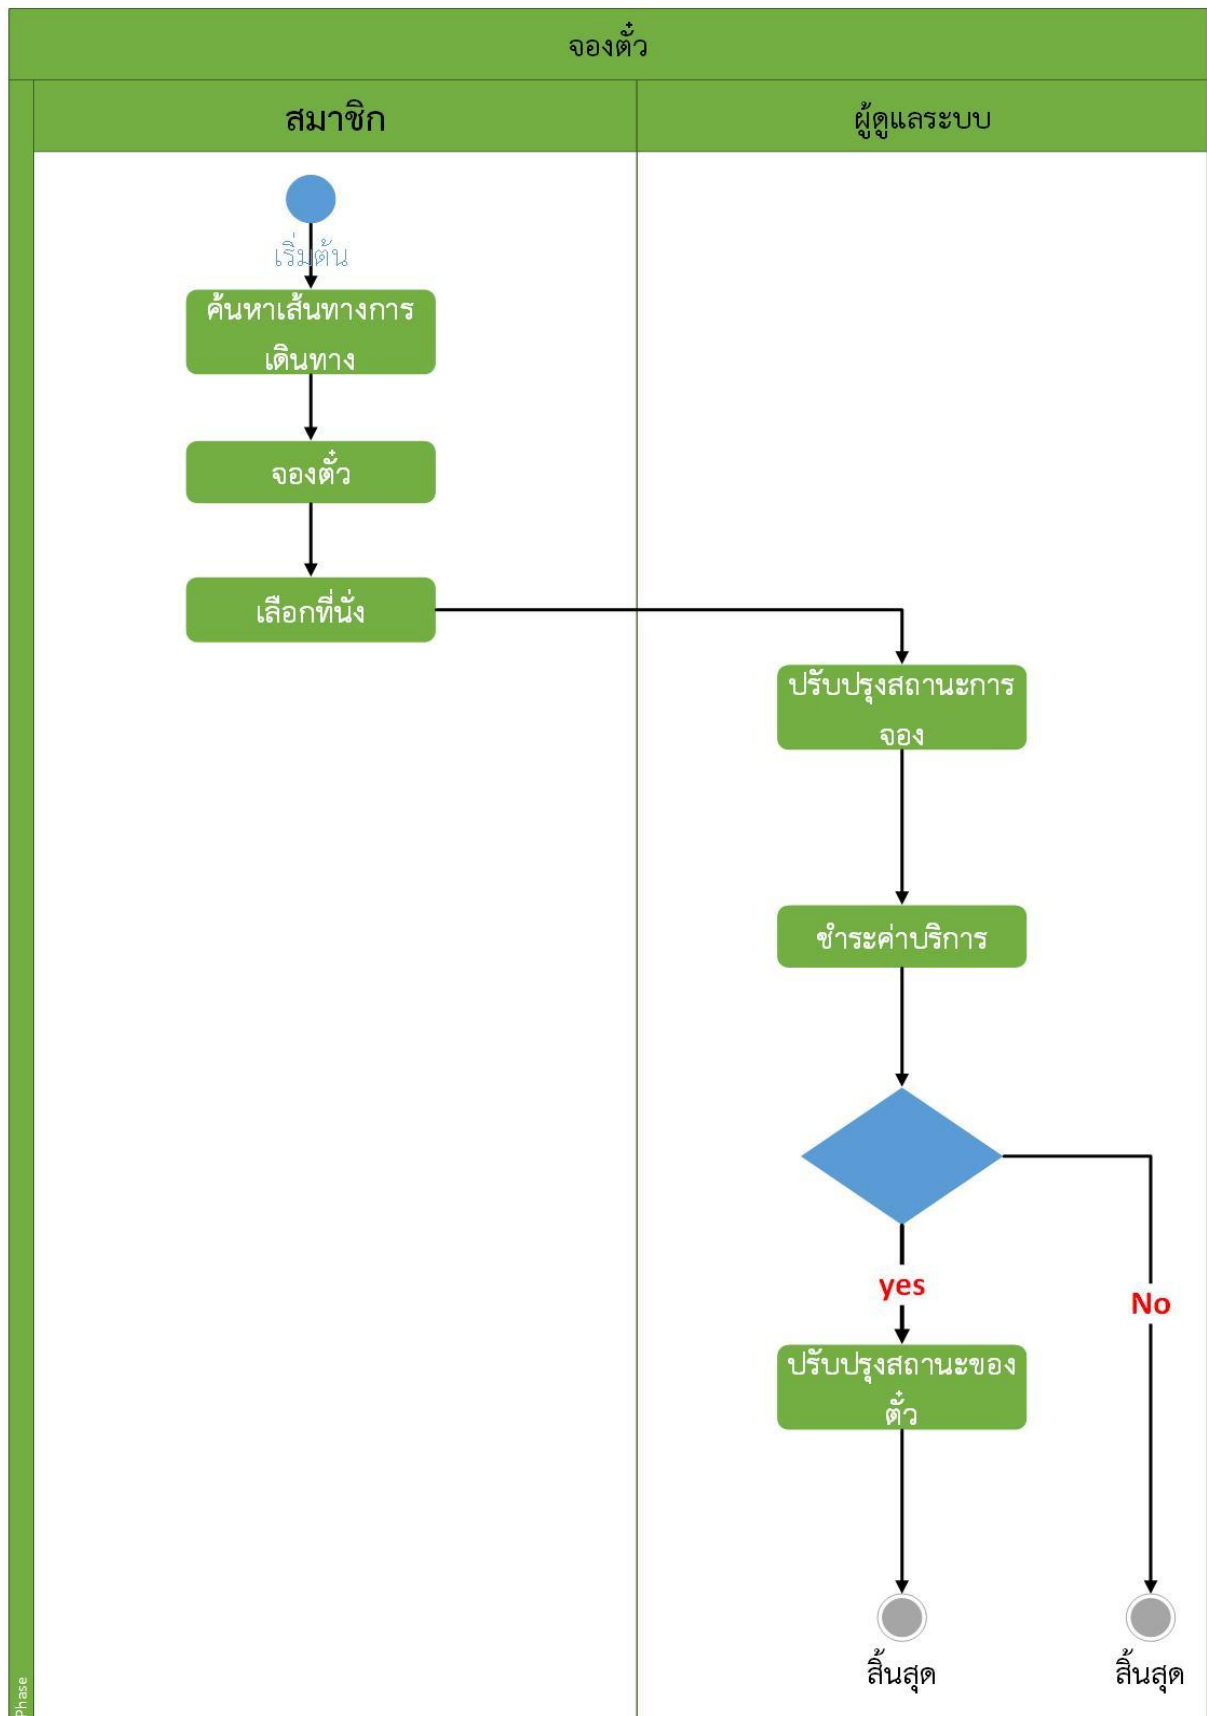 จองตั๋ว
สมาชิก
ผู้ดูแลระบบ
เริ่มต้น
ค้นหาเส้นทางการ
เดินทาง
จองตั๋ว
เลือกที่นั่ง
ปรับปรุงสถานะการ
จอง
ชำระค่าบริการ
yes
No
ปรับปรุงสถานะของ
ตั๋ว
สิ้นสุด
สิ้นสุด
Phase